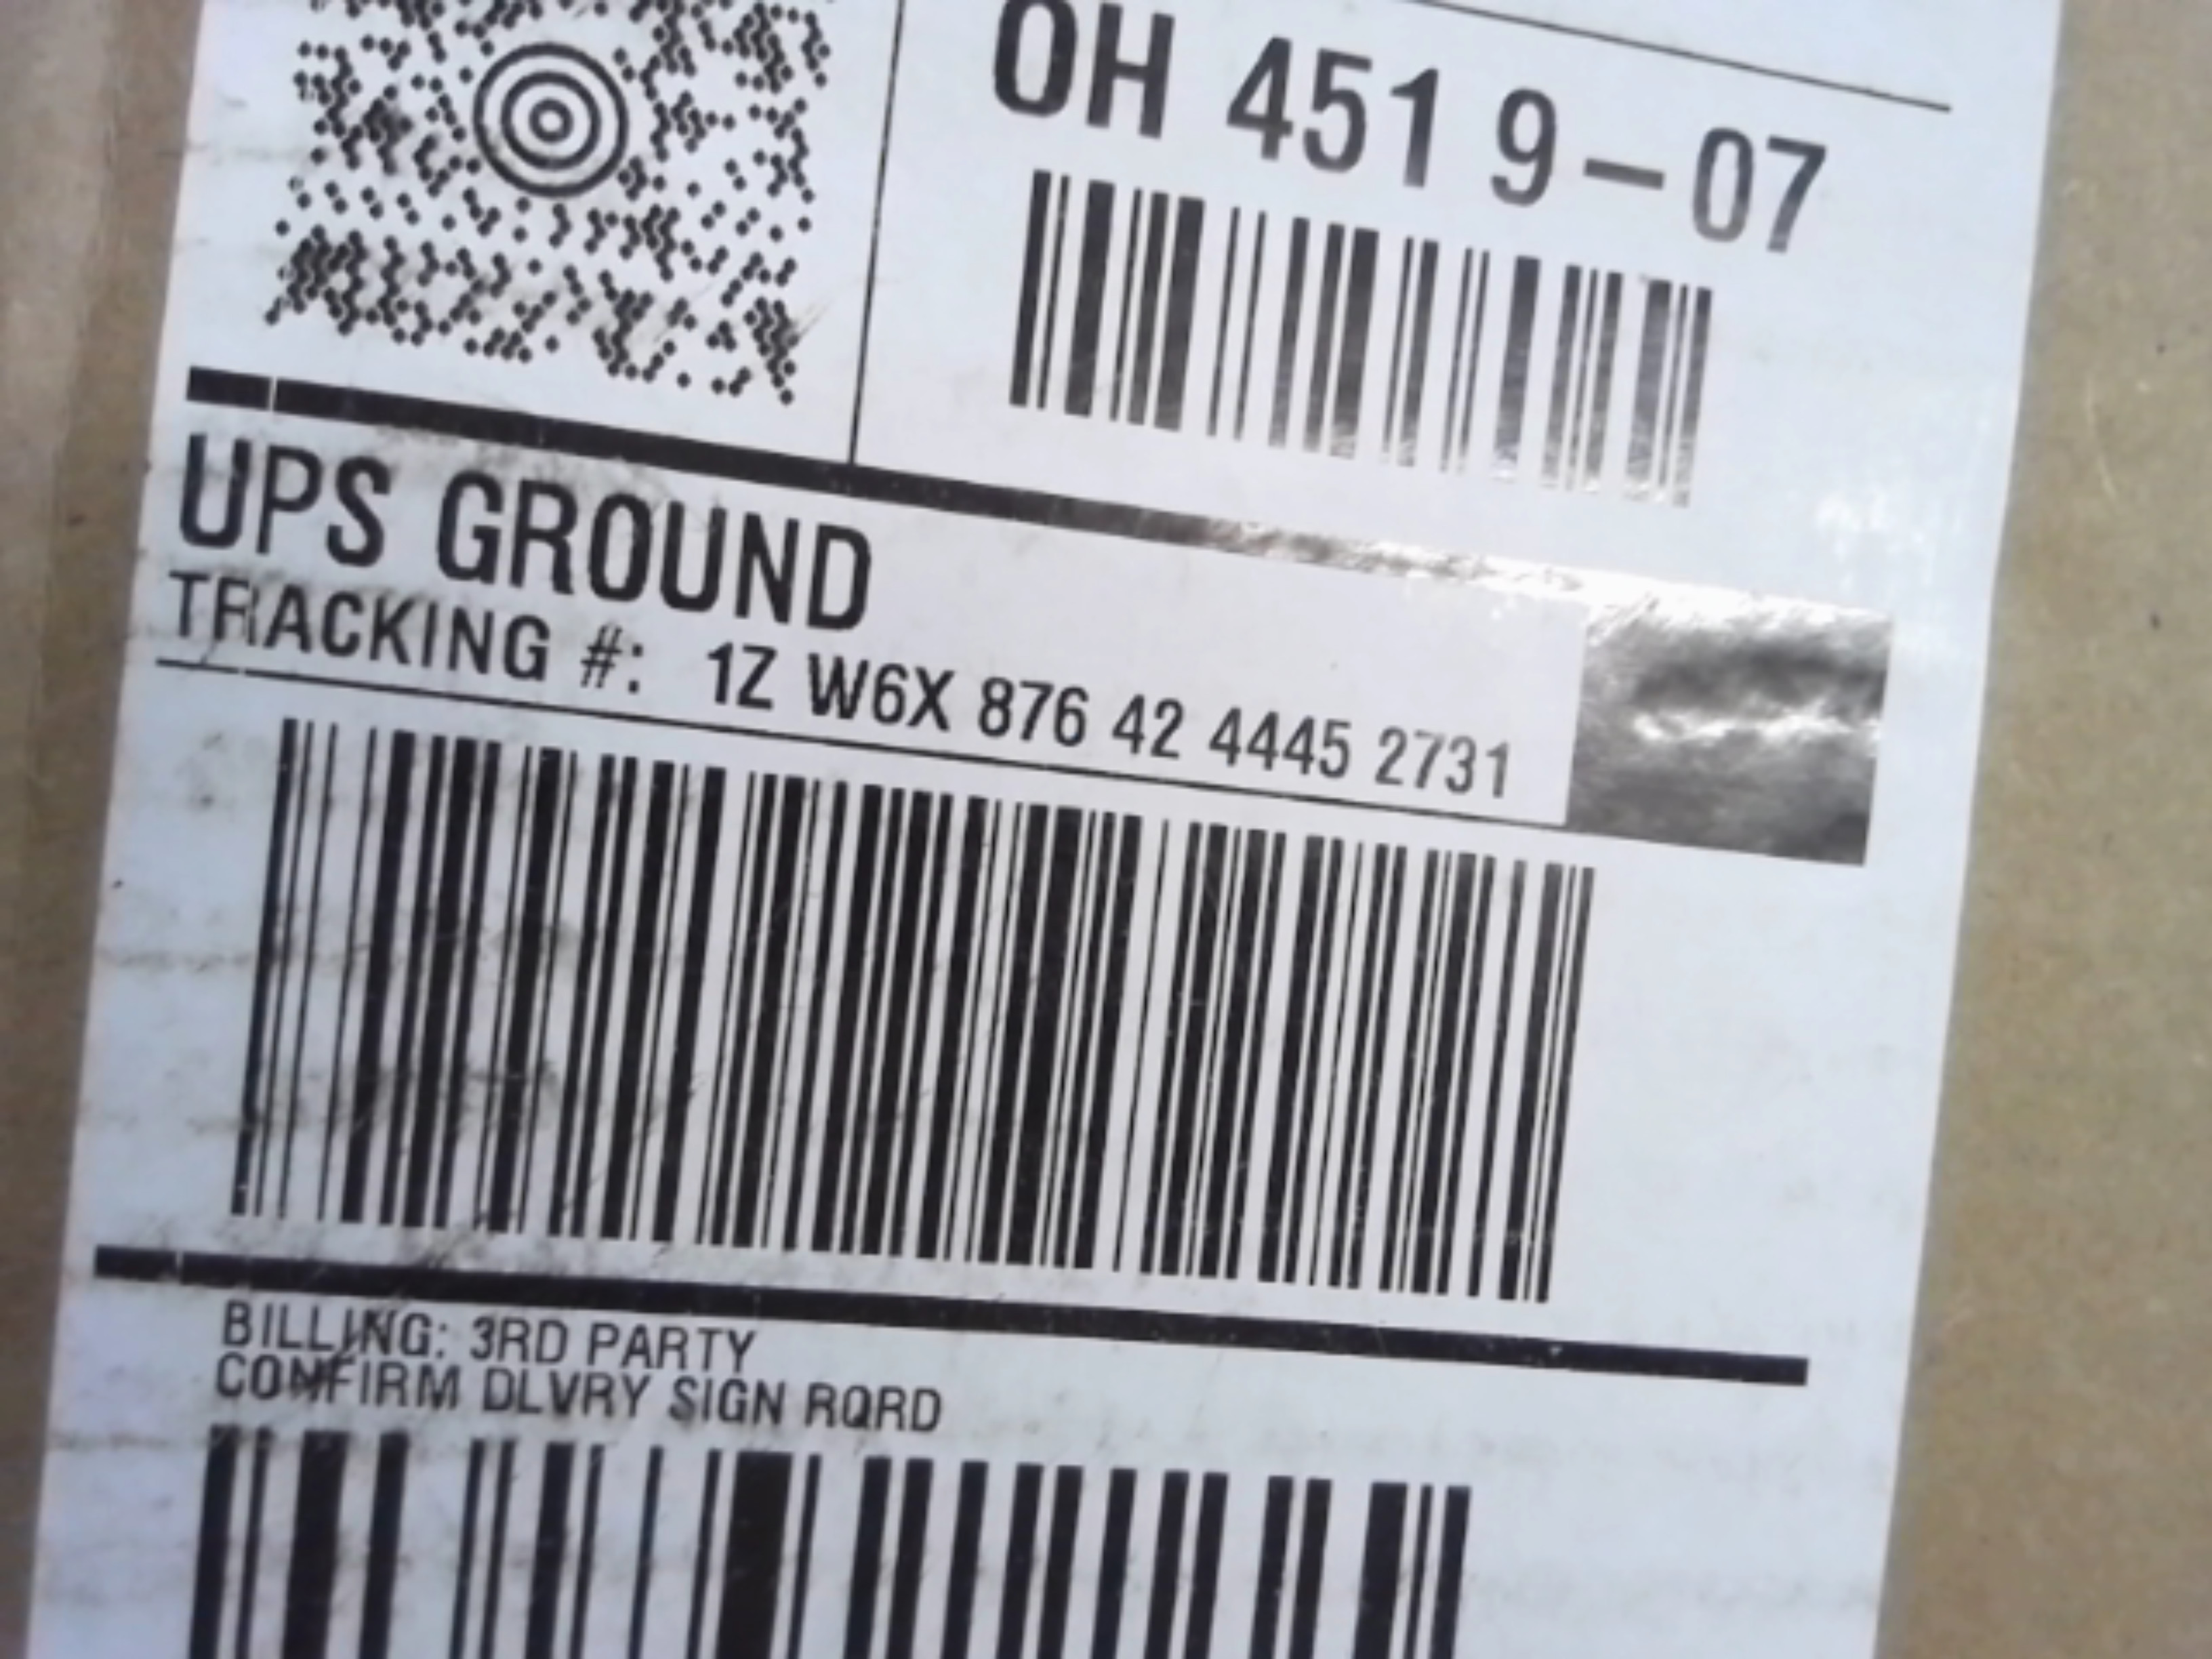 OH 451 9-07
UPS GROUND
TRACKING #: 1Z W6X 876 42 4445 2731
BILLING: 3RD PARTY
CONFIRM DLVRY SIGN RQRD